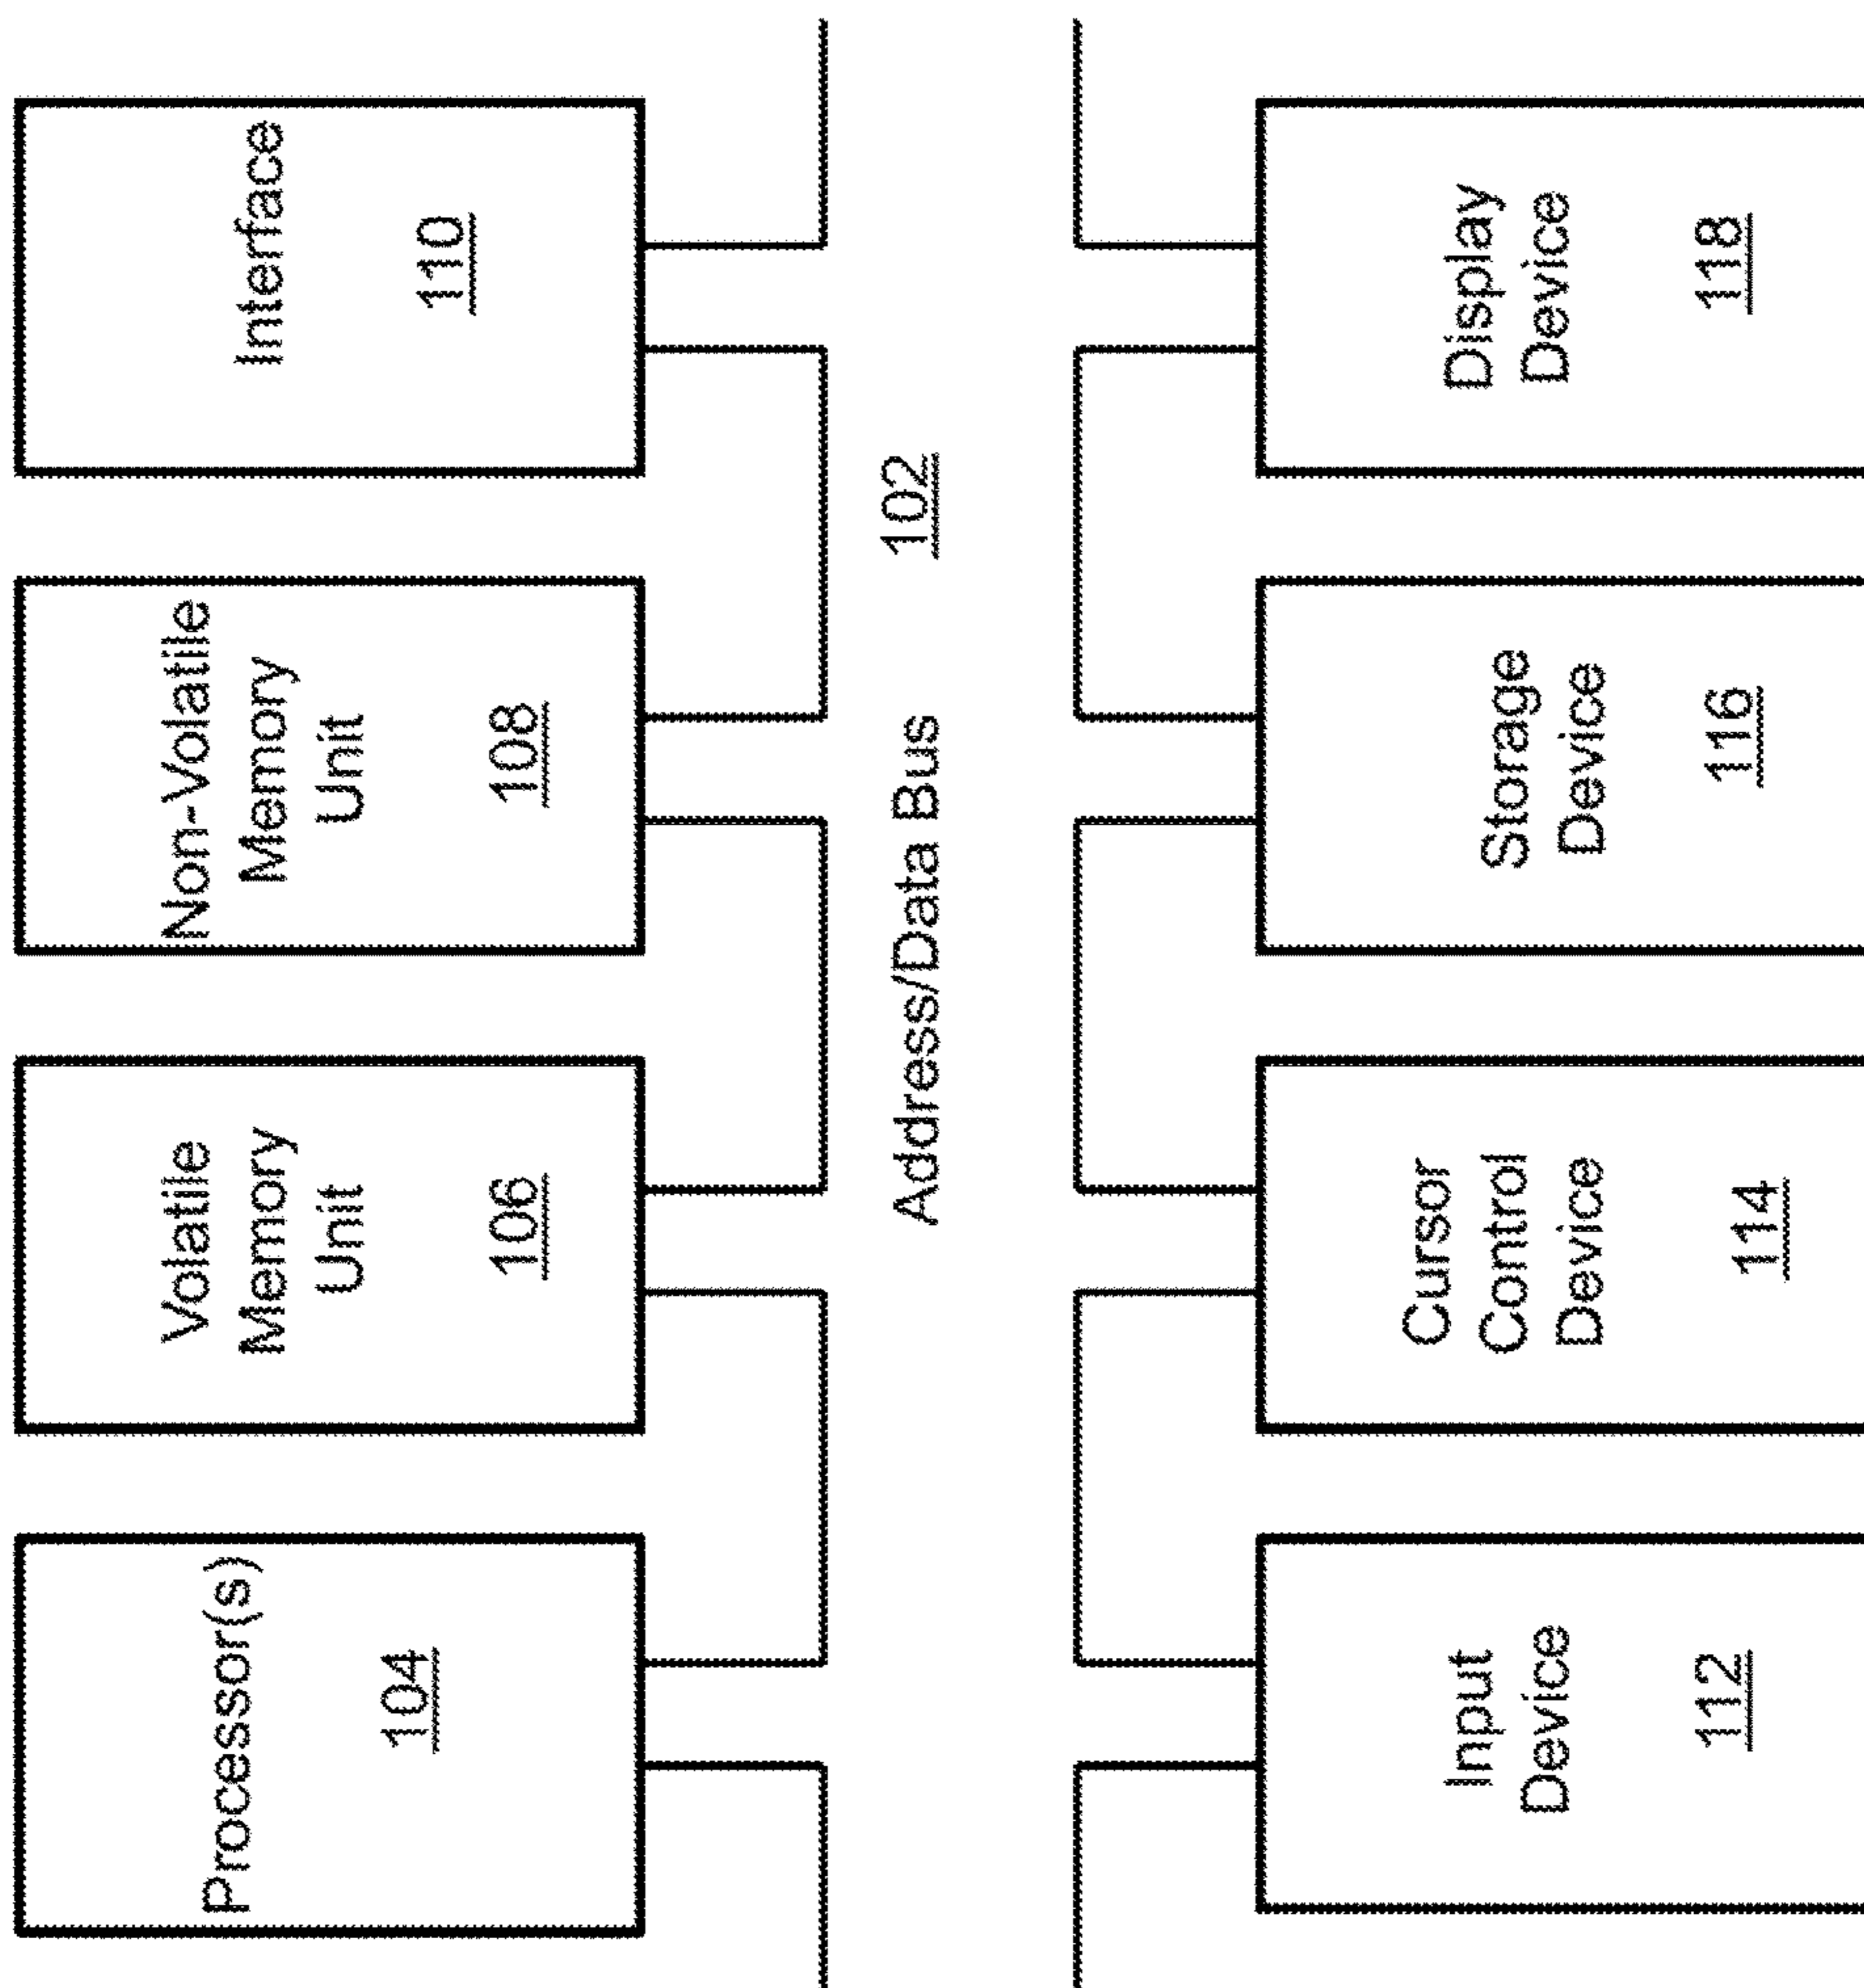 Processor(s)
104
Volatile
Memory
Unit
106
Non-Volatile
Memory
Unit
108
Interface
110
Address/Data Bus 102
Input
Device
112
Cursor
Control
Device
114
Storage
Device
116
Display
Device
118